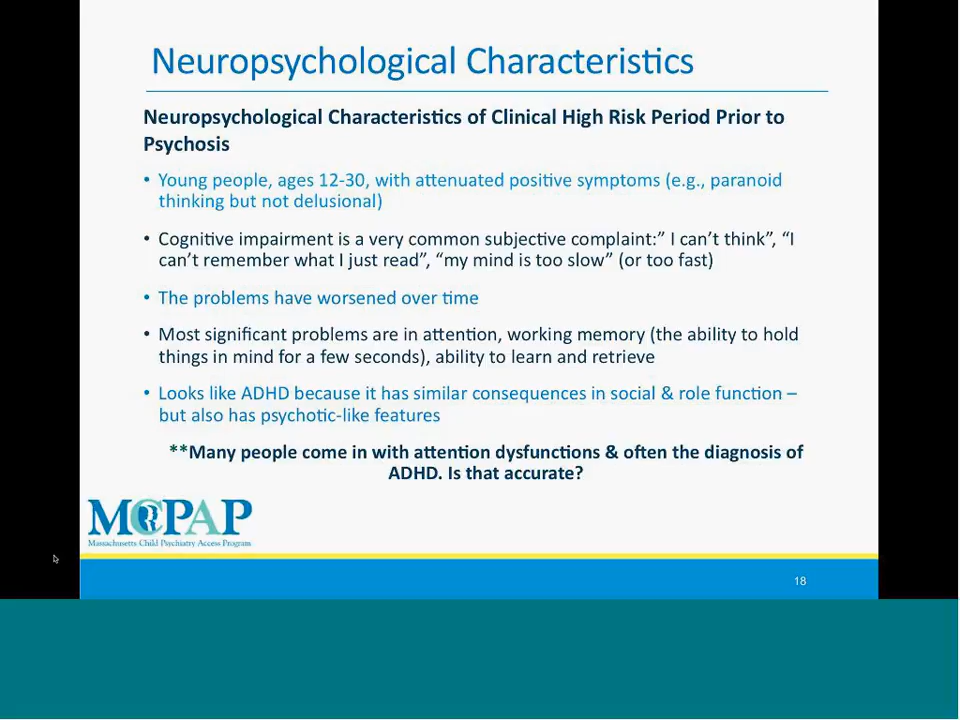 Neuropsychological Characteristics
Neuropsychological Characteristics of Clinical High Risk Period Prior to
Psychosis
• Young people, ages 12-30, with attenuated positive symptoms (e.g., paranoid
thinking but not delusional)
• Cognitive impairment is a very common subjective complaint:” I can’t think”, “I
can’t remember what I just read”, “my mind is too slow” (or too fast)
• The problems have worsened over time
• Most significant problems are in attention, working memory (the ability to hold
things in mind for a few seconds), ability to learn and retrieve
• Looks like ADHD because it has similar consequences in social & role function –
but also has psychotic-like features
**Many people come in with attention dysfunctions & often the diagnosis of
ADHD. Is that accurate?
MCPAP
Massachusetts Child Psychiatry Access Program
18